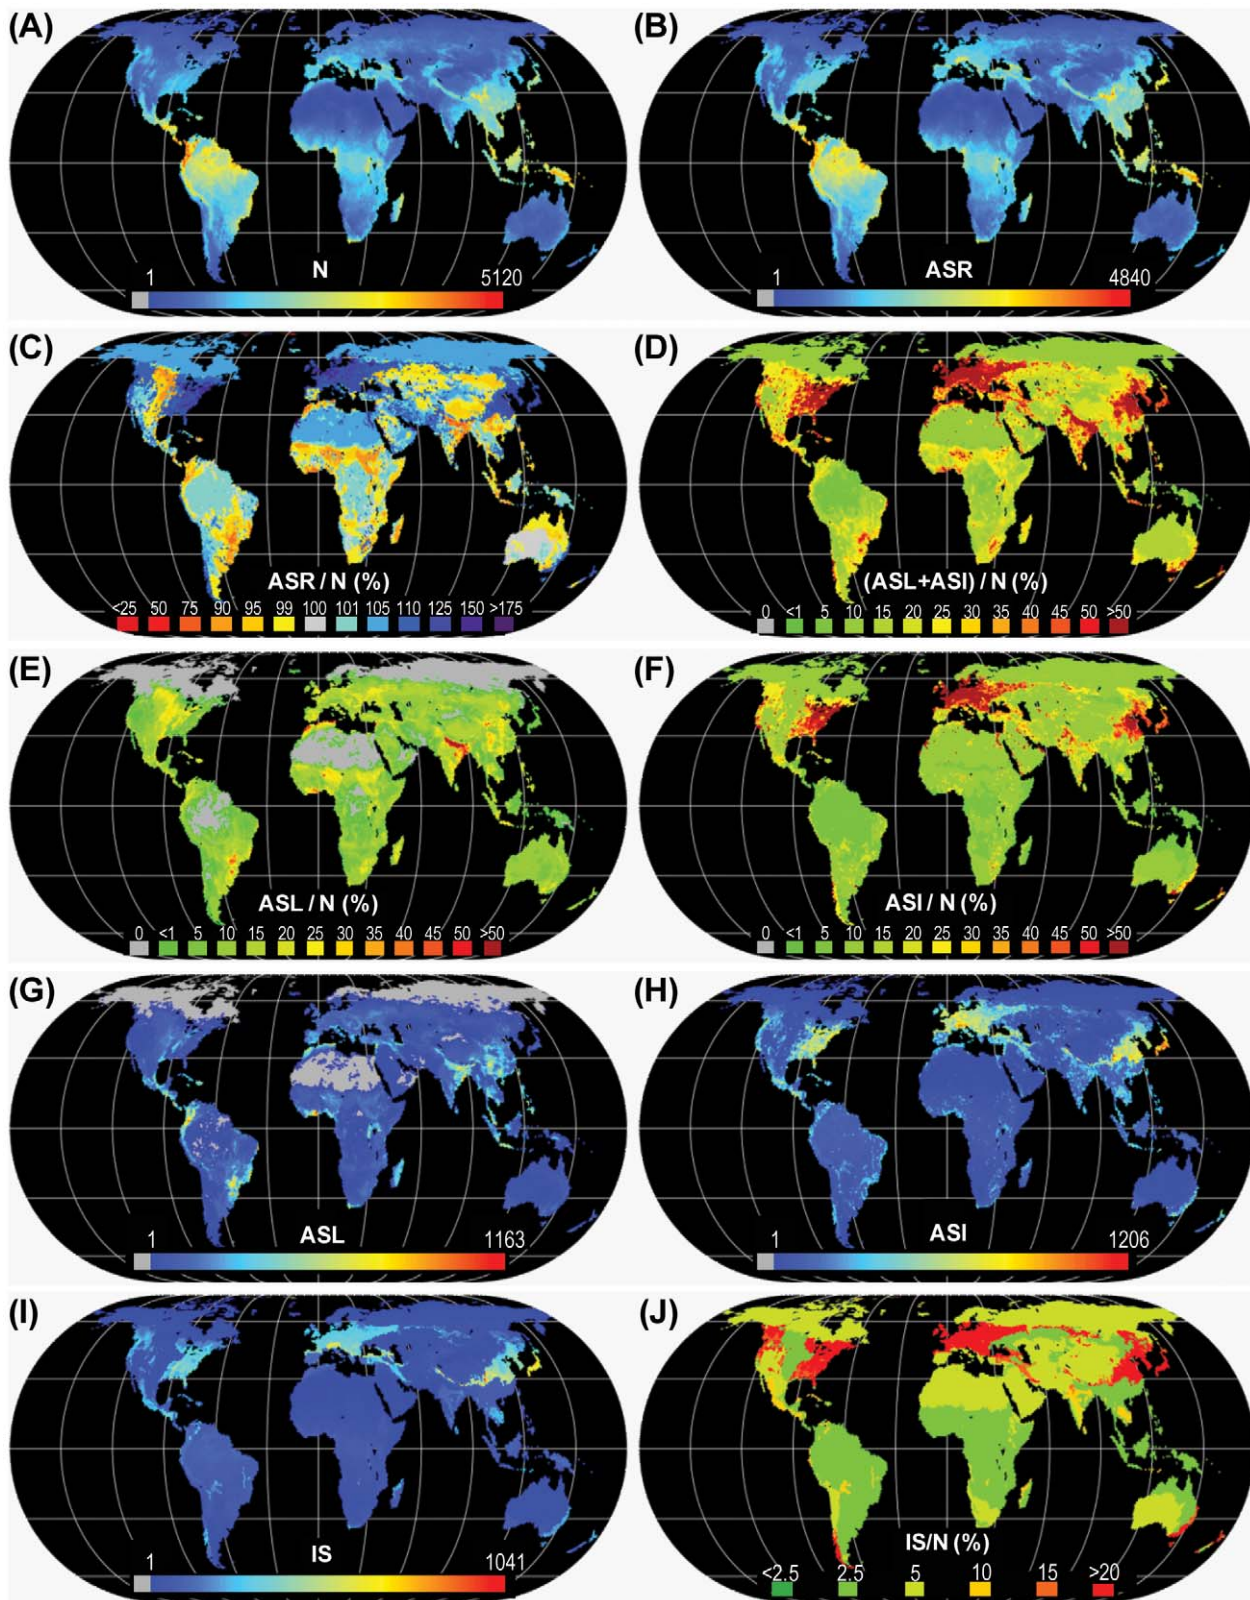 (A)
(B)
N
1 5120
ASR
1 4840
(C)
(D)
ASR / N (%)
<25 50 75 90 95 99 100 101 105 110 125 150 >175
(ASL+ASI) / N (%)
0 <1 5 10 15 20 25 30 35 40 45 50 >50
(E)
(F)
ASL / N (%)
0 <1 5 10 15 20 25 30 35 40 45 50 >50
ASI / N (%)
0 <1 5 10 15 20 25 30 35 40 45 50 >50
(G)
(H)
ASL
1 1163
ASI
1 1206
(I)
(J)
IS
1 1041
IS/N (%)
<2.5 2.5 5 10 15 >20